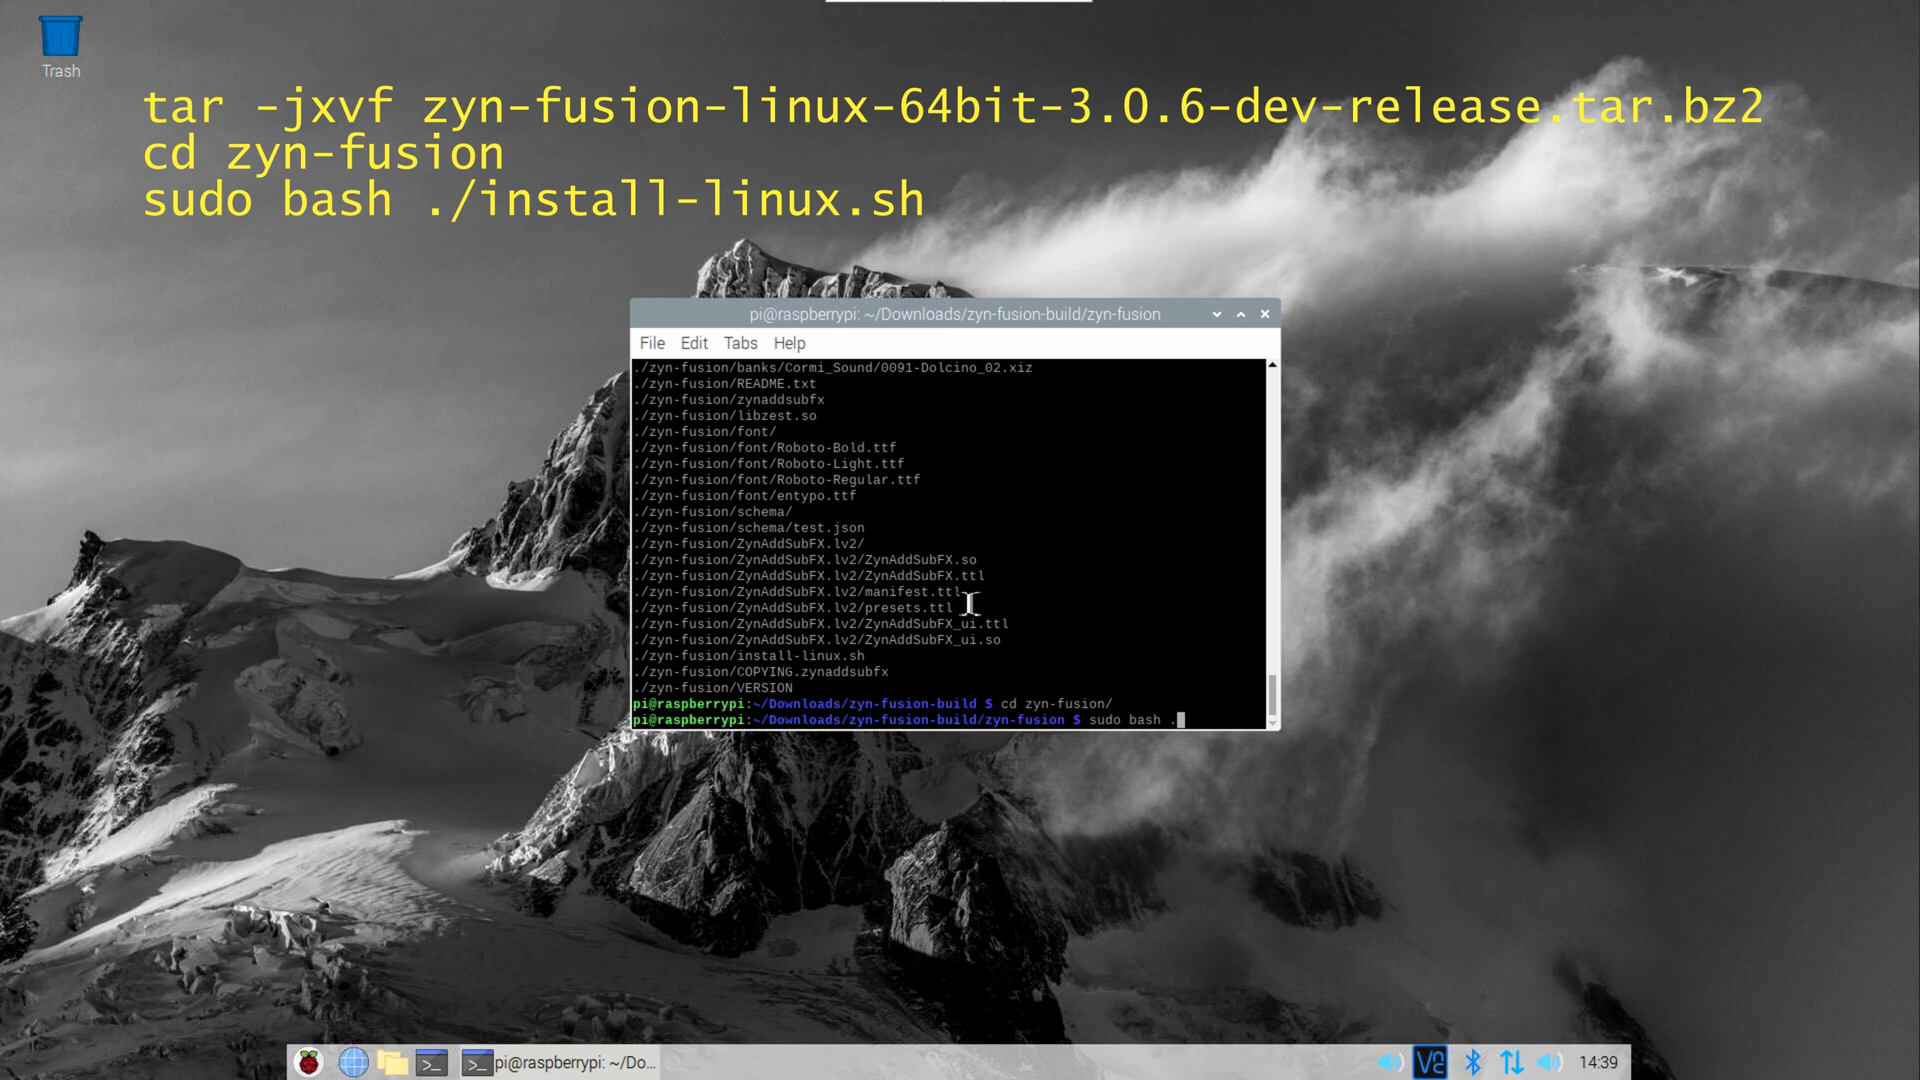 Trash
tar -jxvf zyn-fusion-linux-64bit-3.0.6-dev-release.tar.bz2
cd zyn-fusion
sudo bash ./install-linux.sh
pi@raspberrypi: ~/Downloads/zyn-fusion-build/zyn-fusion
File Edit Tabs Help
./zyn-fusion/banks/Cormi_Sound/0091-Dolcino_02.xiz
./zyn-fusion/README.txt
./zyn-fusion/zynaddsubfx
./zyn-fusion/libzest.so
./zyn-fusion/font/
./zyn-fusion/font/Roboto-Bold.ttf
./zyn-fusion/font/Roboto-Light.ttf
./zyn-fusion/font/Roboto-Regular.ttf
./zyn-fusion/font/entypo.ttf
./zyn-fusion/schema/
./zyn-fusion/schema/test.json
./zyn-fusion/ZynAddSubFX.lv2/
./zyn-fusion/ZynAddSubFX.lv2/ZynAddSubFX.so
./zyn-fusion/ZynAddSubFX.lv2/ZynAddSubFX.ttl
./zyn-fusion/ZynAddSubFX.lv2/manifest.ttl
./zyn-fusion/ZynAddSubFX.lv2/presets.ttl
./zyn-fusion/ZynAddSubFX.lv2/ZynAddSubFX_ui.ttl
./zyn-fusion/ZynAddSubFX.lv2/ZynAddSubFX_ui.so
./zyn-fusion/install-linux.sh
./zyn-fusion/COPYING.zynaddsubfx
./zyn-fusion/VERSION
pi@raspberrypi:~/Downloads/zyn-fusion-build $ cd zyn-fusion/
pi@raspberrypi:~/Downloads/zyn-fusion-build/zyn-fusion $ sudo bash .
pi@raspberrypi: ~/Do...
14:39